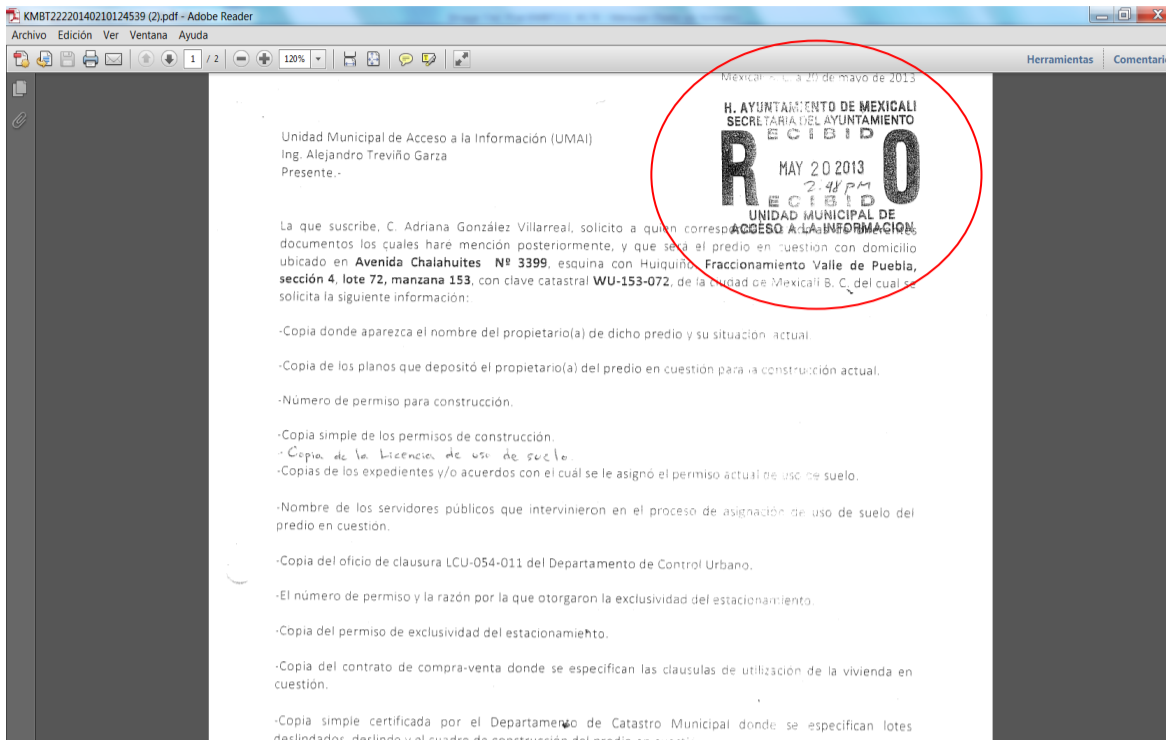 KMBT22220140210124539 (2).pdf - Adobe Reader
Archivo Edición Ver Ventana Ayuda
1 / 2 120% Herramientas Comentario
Mexicali B. C. a 20 de mayo de 2013
H. AYUNTAMIENTO DE MEXICALI
SECRETARIA DEL AYUNTAMIENTO
RECIBIDO
MAY 20 2013
2:48 pm
RECIBIDO
UNIDAD MUNICIPAL DE
ACCESO A LA INFORMACION
Unidad Municipal de Acceso a la Información (UMAI)
Ing. Alejandro Treviño Garza
Presente.-
La que suscribe, C. Adriana González Villarreal, solicito a quien
documentos los cuales haré mención posteriormente, y que será el predio en cuestión con domicilio
ubicado en Avenida Chalahuites Nº 3399, esquina con Huiquiño, Fraccionamiento Valle de Puebla,
sección 4, lote 72, manzana 153, con clave catastral WU-153-072, de la ciudad de Mexicali B. C. del cual se
solicita la siguiente información:
-Copia donde aparezca el nombre del propietario(a) de dicho predio y su situación actual.
-Copia de los planos que depositó el propietario(a) del predio en cuestión para la construcción actual.
-Número de permiso para construcción.
-Copia simple de los permisos de construcción.
- Copia de la Licencia de uso de suelo.
-Copias de los expedientes y/o acuerdos con el cuál se le asignó el permiso actual de uso de suelo.
-Nombre de los servidores públicos que intervinieron en el proceso de asignación de uso de suelo del
predio en cuestión.
-Copia del oficio de clausura LCU-054-011 del Departamento de Control Urbano.
-El número de permiso y la razón por la que otorgaron la exclusividad del estacionamiento.
-Copia del permiso de exclusividad del estacionamiento.
-Copia del contrato de compra-venta donde se especifican las clausulas de utilización de la vivienda en
cuestión.
-Copia simple certificada por el Departamento de Catastro Municipal donde se especifican lotes